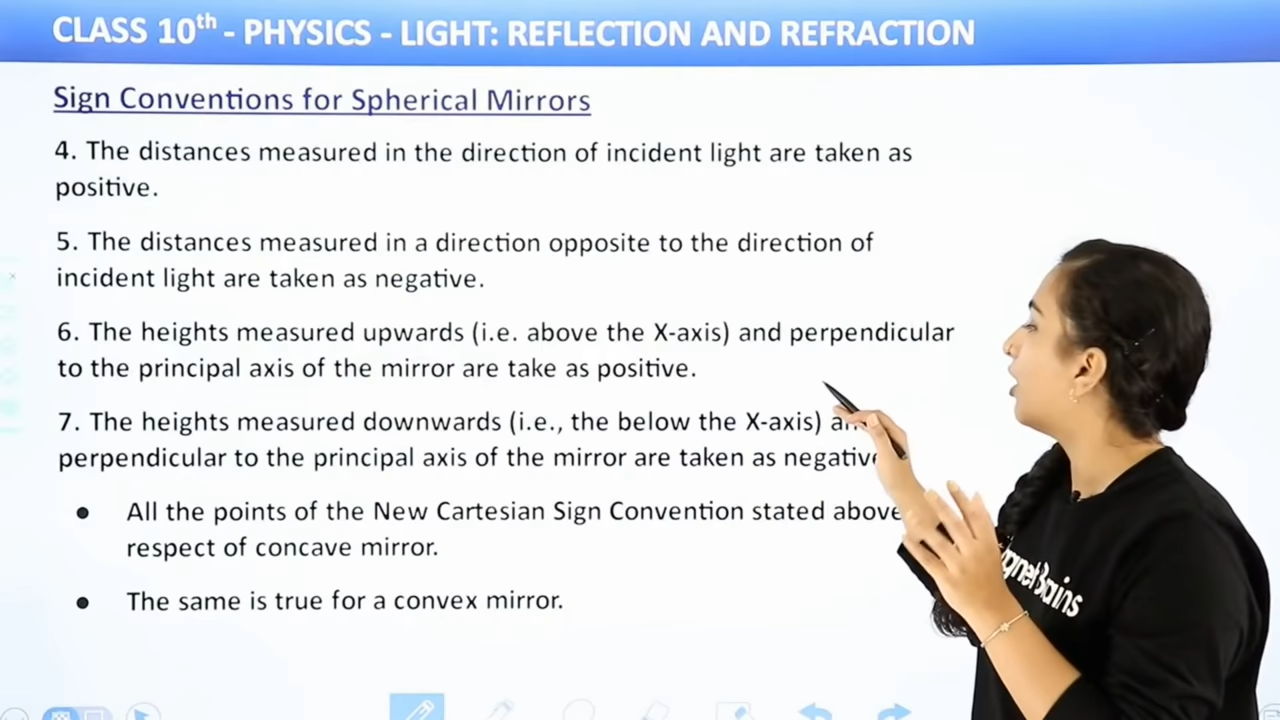 CLASS 10th - PHYSICS - LIGHT: REFLECTION AND REFRACTION
Sign Conventions for Spherical Mirrors
4. The distances measured in the direction of incident light are taken as
positive.
5. The distances measured in a direction opposite to the direction of
incident light are taken as negative.
6. The heights measured upwards (i.e. above the X-axis) and perpendicular
to the principal axis of the mirror are take as positive.
7. The heights measured downwards (i.e., the below the X-axis)
perpendicular to the principal axis of the mirror are taken as
● All the points of the New Cartesian Sign Convention stated above
respect of concave mirror.
● The same is true for a convex mirror.